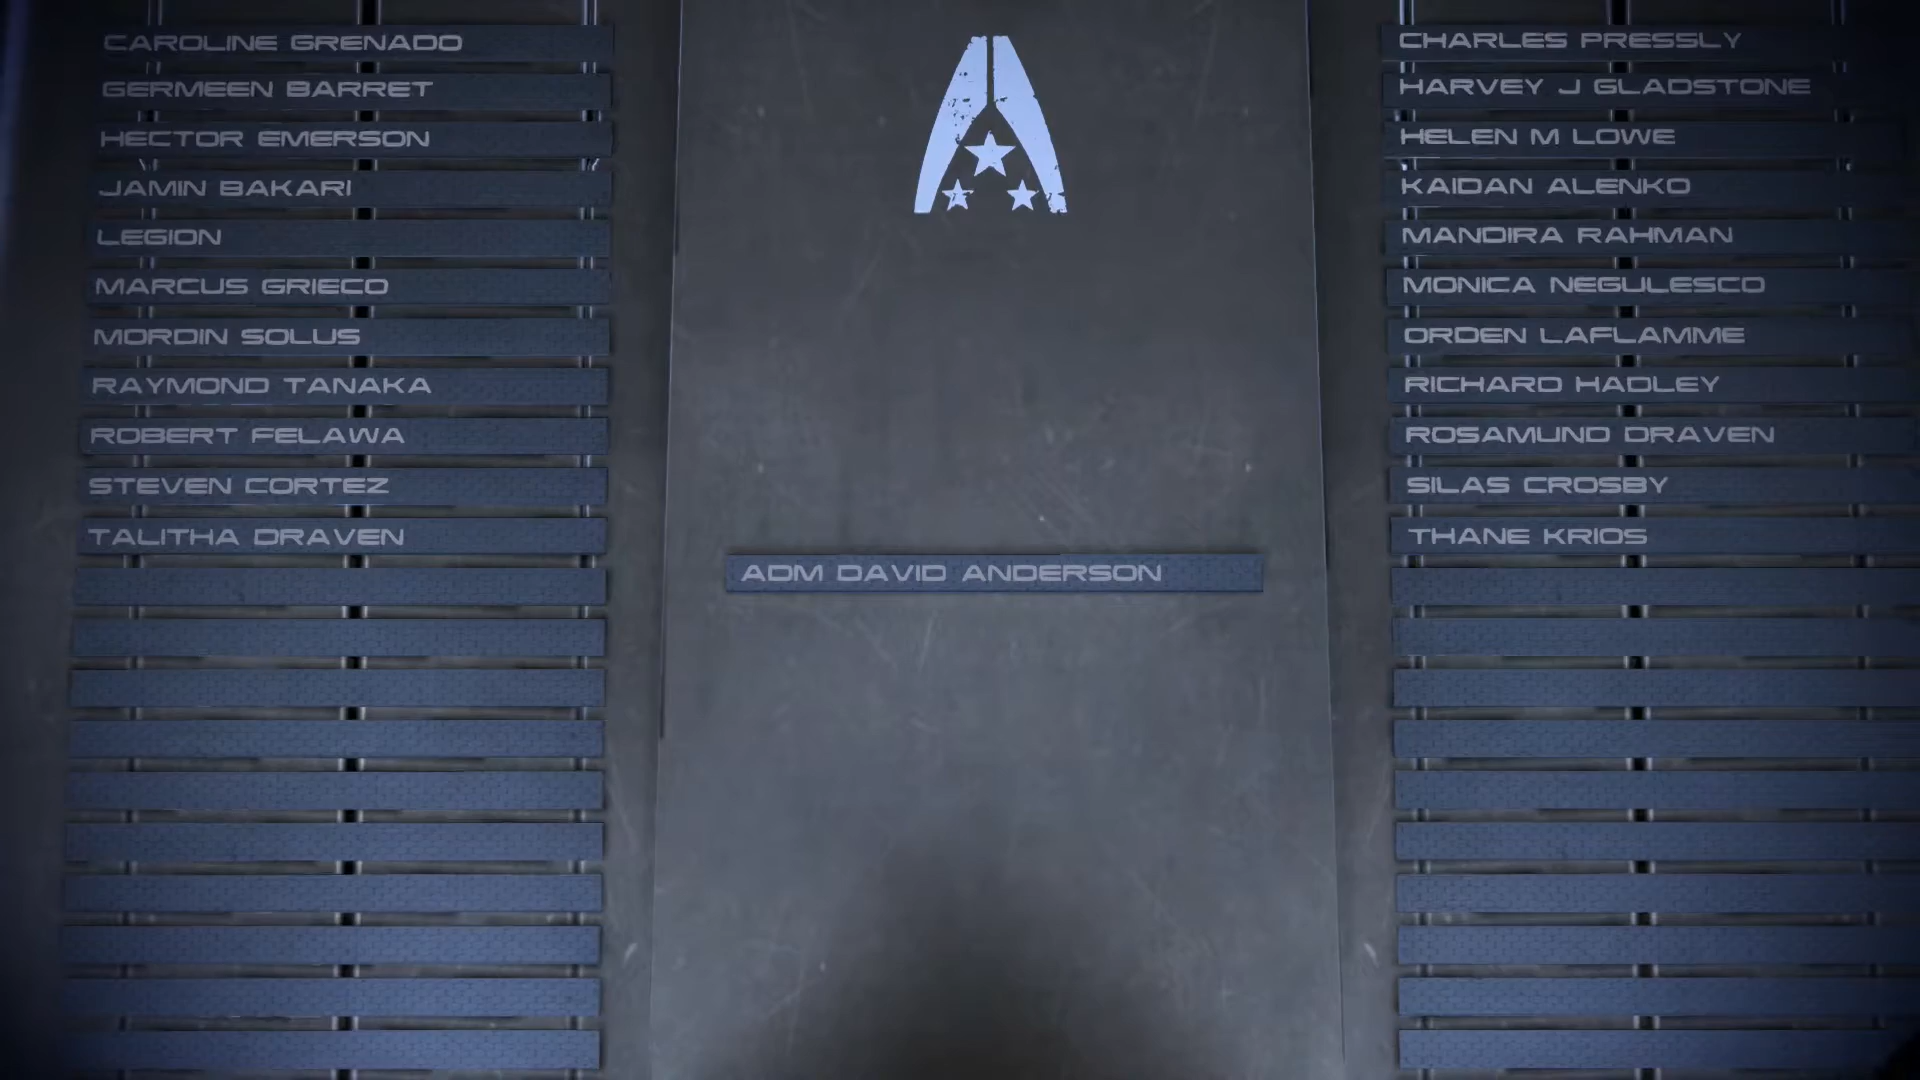 CAROLINE GRENADO
GERMEEN BARRET
HECTOR EMERSON
JAMIN BAKARI
LEGION
MARCUS GRIECO
MORDIN SOLUS
RAYMOND TANAKA
ROBERT FELAWA
STEVEN CORTEZ
TALITHA DRAVEN
ADM DAVID ANDERSON
CHARLES PRESSLY
HARVEY J GLADSTONE
HELEN M LOWE
KAIDAN ALENKO
MANDIRA RAHMAN
MONICA NEGULESCO
ORDEN LAFLAMME
RICHARD HADLEY
ROSAMUND DRAVEN
SILAS CROSBY
THANE KRIOS